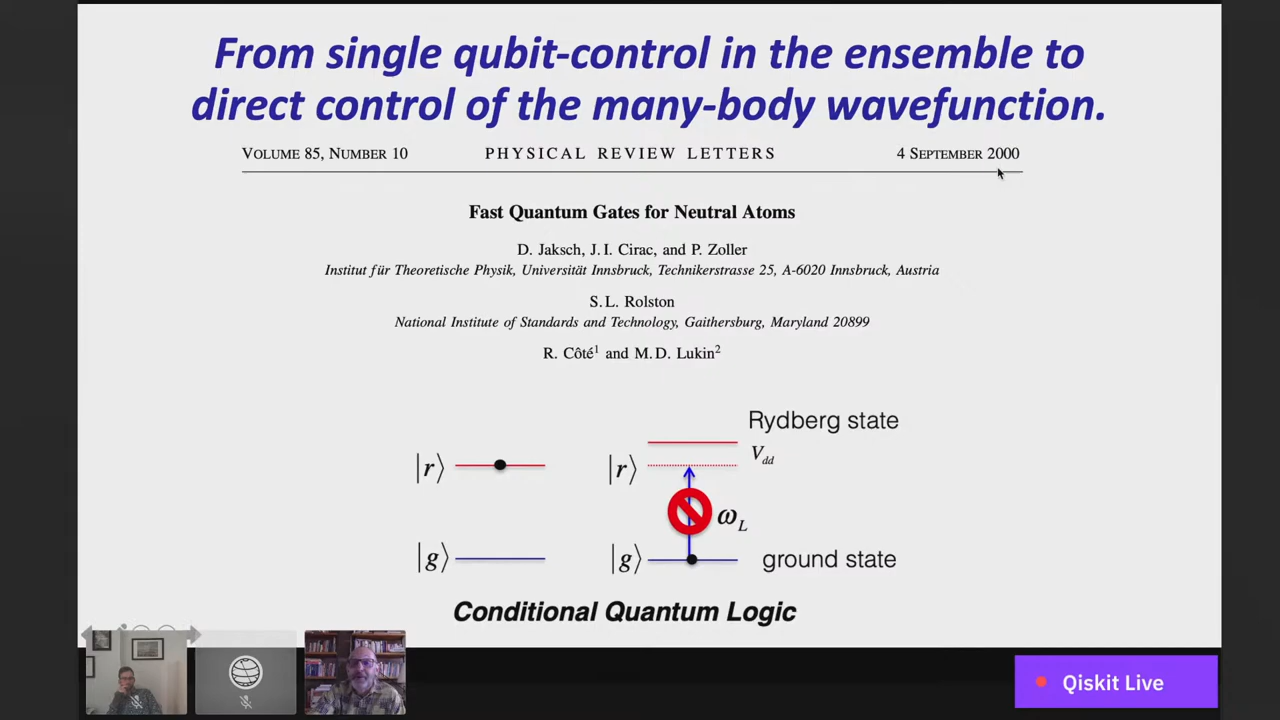 From single qubit-control in the ensemble to
direct control of the many-body wavefunction.
VOLUME 85, NUMBER 10 PHYSICAL REVIEW LETTERS 4 SEPTEMBER 2000
Fast Quantum Gates for Neutral Atoms
D. Jaksch, J. I. Cirac, and P. Zoller
Institut für Theoretische Physik, Universität Innsbruck, Technikerstrasse 25, A-6020 Innsbruck, Austria
S. L. Rolston
National Institute of Standards and Technology, Gaithersburg, Maryland 20899
R. Côté¹ and M. D. Lukin²
Rydberg state
|r⟩ |r⟩ V_dd
ω_L
|g⟩ |g⟩ ground state
Conditional Quantum Logic
Qiskit Live